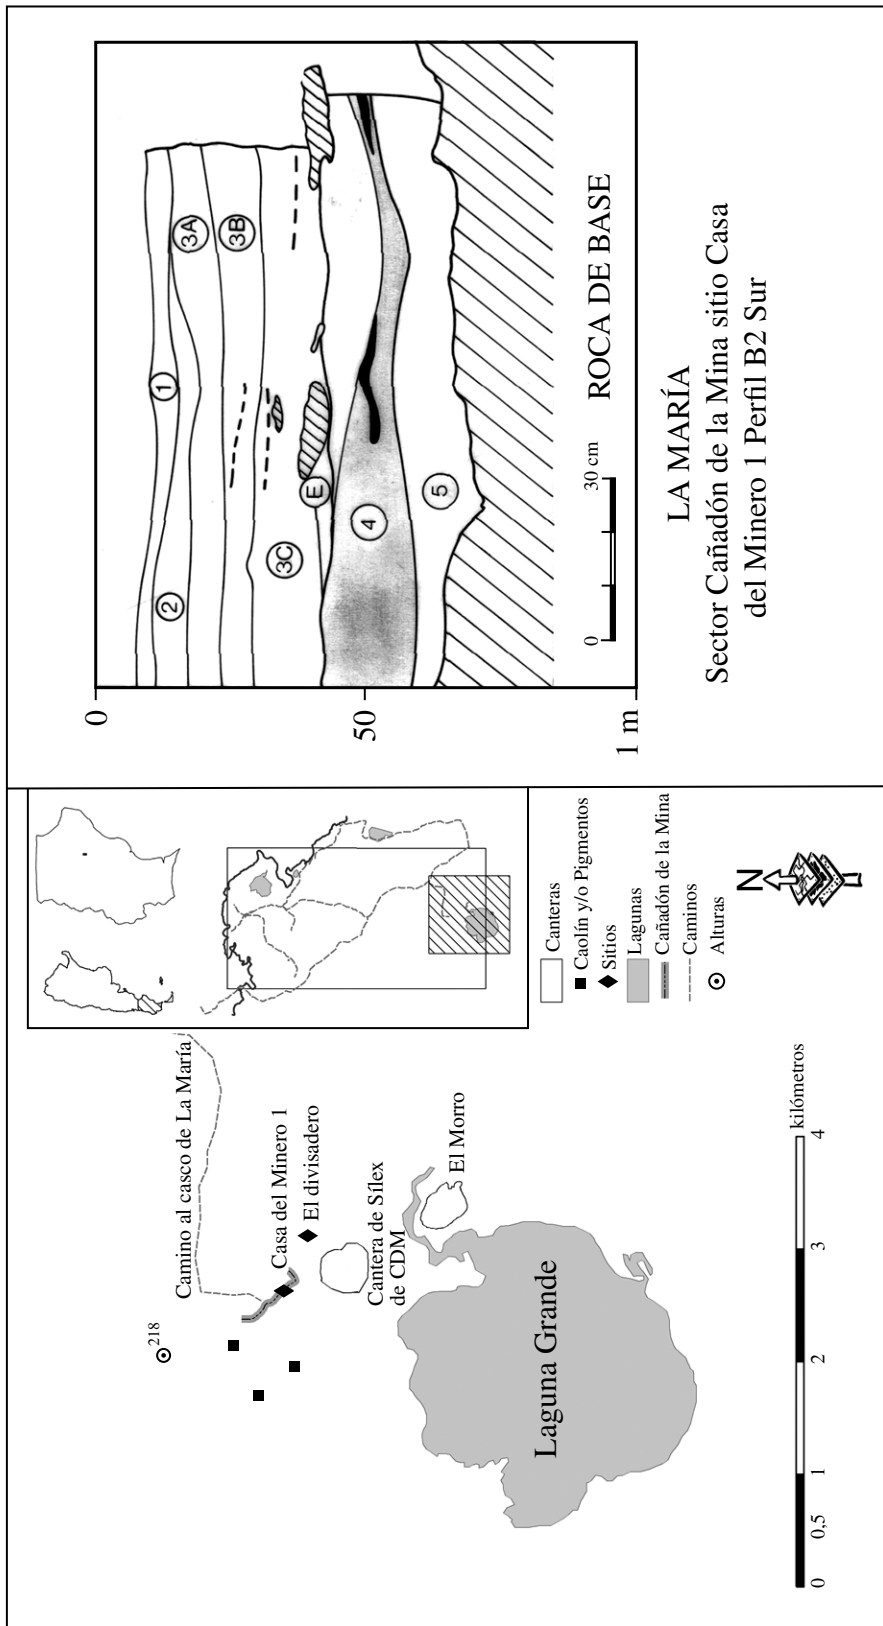 Camino al casco de La María
218
Casa del Minero 1
El divisadero
Cantera de Sílex
de CDM
El Morro
Laguna Grande
kilómetros
0
0,5
1
2
3
4
Canteras
Caolín y/o Pigmentos
Sitios
Lagunas
Cañadón de la Mina
Caminos
Alturas
N
0
50
1 m
1
2
3A
3B
3C
E
4
5
0
30 cm
ROCA DE BASE
LA MARÍA
Sector Cañadón de la Mina sitio Casa
del Minero 1 Perfil B2 Sur